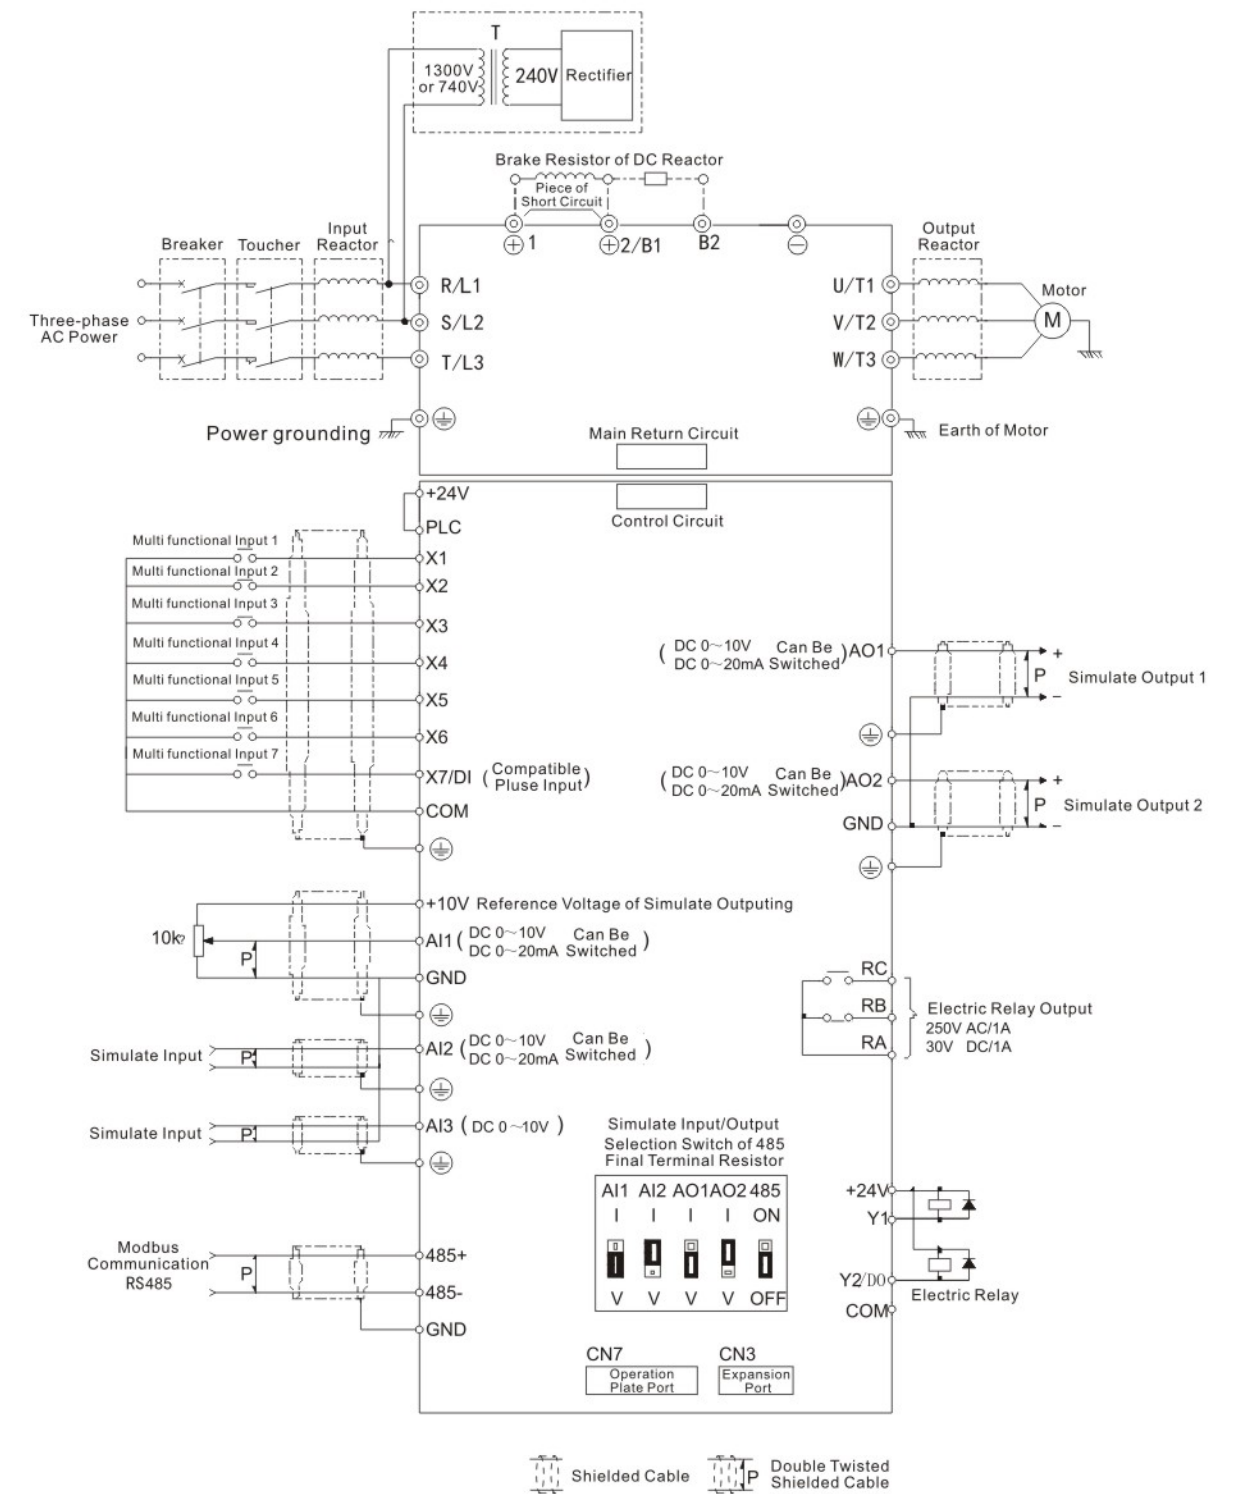 T
1300V
or 740V
240V
Rectifier
Brake Resistor of DC Reactor
Piece of
Short Circuit
1
2/B1
B2
Breaker
Toucher
Input
Reactor
Output
Reactor
R/L1
U/T1
Motor
Three-phase
AC Power
S/L2
V/T2
M
T/L3
W/T3
Power grounding
Main Return Circuit
Earth of Motor
+24V
Control Circuit
PLC
Multi functional Input 1
X1
Multi functional Input 2
X2
Multi functional Input 3
X3
Multi functional Input 4
X4
Multi functional Input 5
X5
Multi functional Input 6
X6
Multi functional Input 7
X7/DI (Compatible
Pluse Input)
COM
(DC 0~10V Can Be
DC 0~20mA Switched) AO1
+
P
Simulate Output 1
−
(DC 0~10V Can Be
DC 0~20mA Switched) AO2
+
P
Simulate Output 2
GND
−
+10V Reference Voltage of Simulate Outputing
10k?
AI1 (DC 0~10V Can Be
DC 0~20mA Switched)
P
GND
Simulate Input
P
AI2 (DC 0~10V Can Be
DC 0~20mA Switched)
Simulate Input
P
AI3 (DC 0~10V)
RC
RB
RA
Electric Relay Output
250V AC/1A
30V DC/1A
Simulate Input/Output
Selection Switch of 485
Final Terminal Resistor
AI1 AI2 AO1 AO2 485
I I I I ON
V V V V OFF
Modbus
Communication
RS485
P
485+
485-
GND
+24V
Y1
Y2/DO
COM
Electric Relay
CN7
Operation
Plate Port
CN3
Expansion
Port
Shielded Cable
P
Double Twisted
Shielded Cable